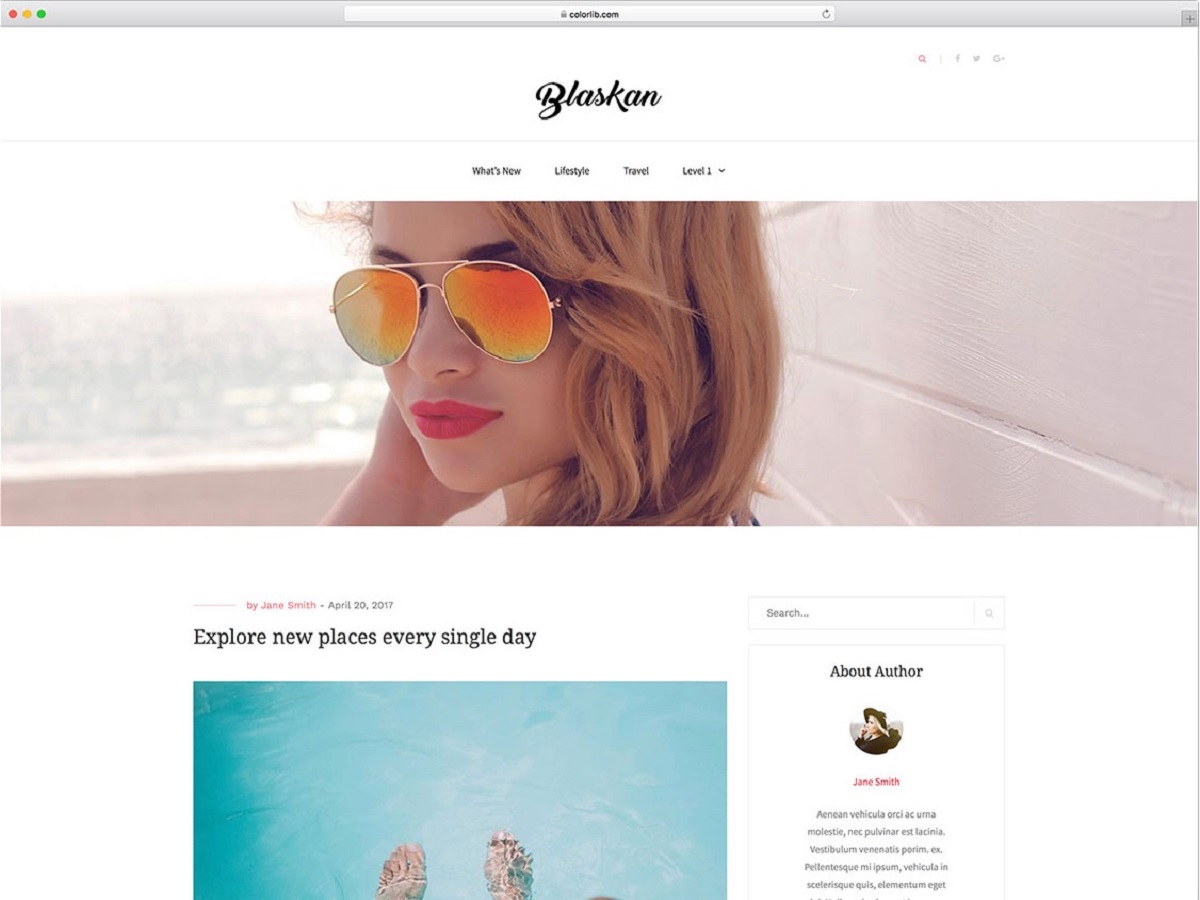 colorlib.com
Blaskan
What's New Lifestyle Travel Level 1
by Jane Smith - April 20, 2017
Explore new places every single day
Search...
About Author
Jane Smith
Aenean vehicula orci ac urna
molestie, nec pulvinar est lacinia.
Vestibulum venenatis porim. ex.
Pellentesque mi ipsum, vehicula in
scelerisque quis, elementum eget